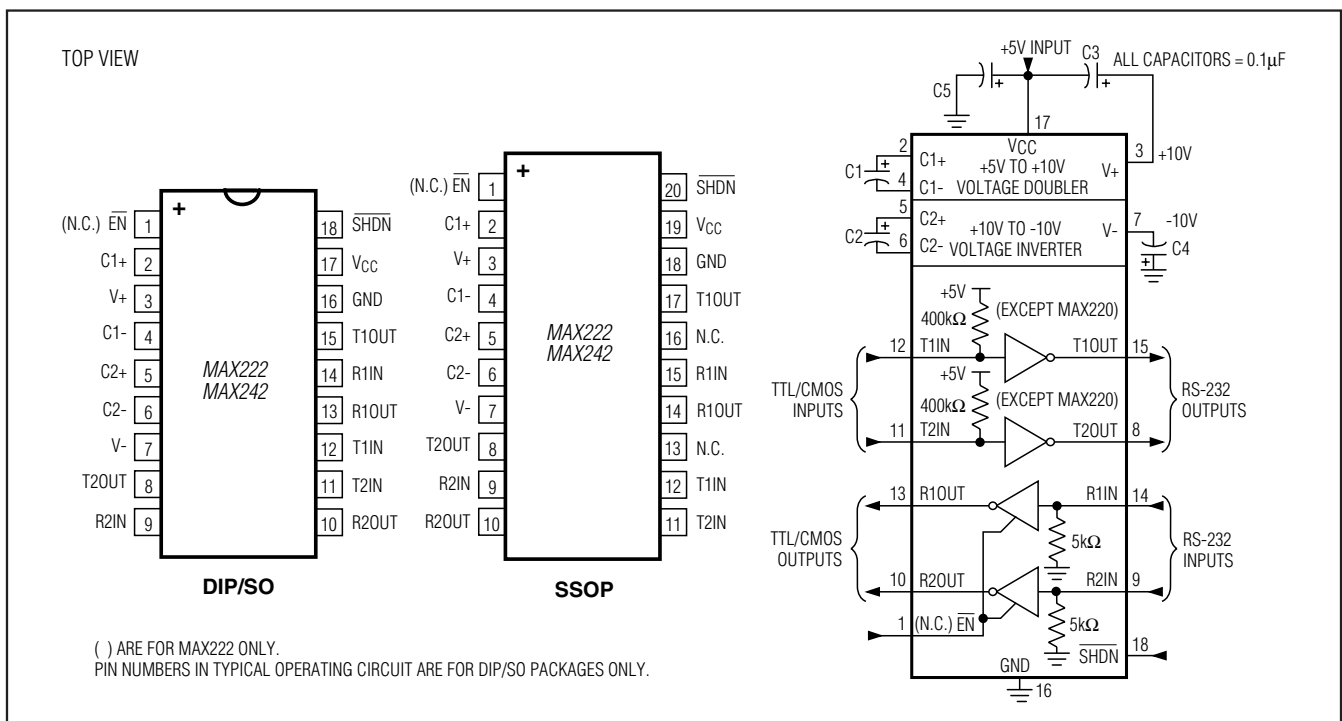 TOP VIEW
+
(N.C.) EN 1
C1+ 2
V+ 3
C1- 4
C2+ 5
C2- 6
V- 7
T2OUT 8
R2IN 9
18 SHDN
17 VCC
16 GND
15 T1OUT
14 R1IN
13 R1OUT
12 T1IN
11 T2IN
10 R2OUT
MAX222
MAX242
DIP/SO
+
(N.C.) EN 1
C1+ 2
V+ 3
C1- 4
C2+ 5
C2- 6
V- 7
T2OUT 8
R2IN 9
R2OUT 10
20 SHDN
19 VCC
18 GND
17 T1OUT
16 N.C.
15 R1IN
14 R1OUT
13 N.C.
12 T1IN
11 T2IN
MAX222
MAX242
SSOP
( ) ARE FOR MAX222 ONLY.
PIN NUMBERS IN TYPICAL OPERATING CIRCUIT ARE FOR DIP/SO PACKAGES ONLY.
+5V INPUT
C3
ALL CAPACITORS = 0.1µF
C5
+
+
17
VCC
2
C1+
+5V TO +10V
VOLTAGE DOUBLER
V+
3
+10V
C1
+
4
C1-
5
C2+
+10V TO -10V
VOLTAGE INVERTER
V-
7
-10V
C2
+
6
C2-
C4
+
+5V
400kΩ
(EXCEPT MAX220)
12
T1IN
T1OUT
15
+5V
400kΩ
(EXCEPT MAX220)
11
T2IN
T2OUT
8
TTL/CMOS
INPUTS
RS-232
OUTPUTS
13
R1OUT
R1IN
14
5kΩ
TTL/CMOS
OUTPUTS
RS-232
INPUTS
10
R2OUT
R2IN
9
5kΩ
1
(N.C.) EN
18
SHDN
GND
16